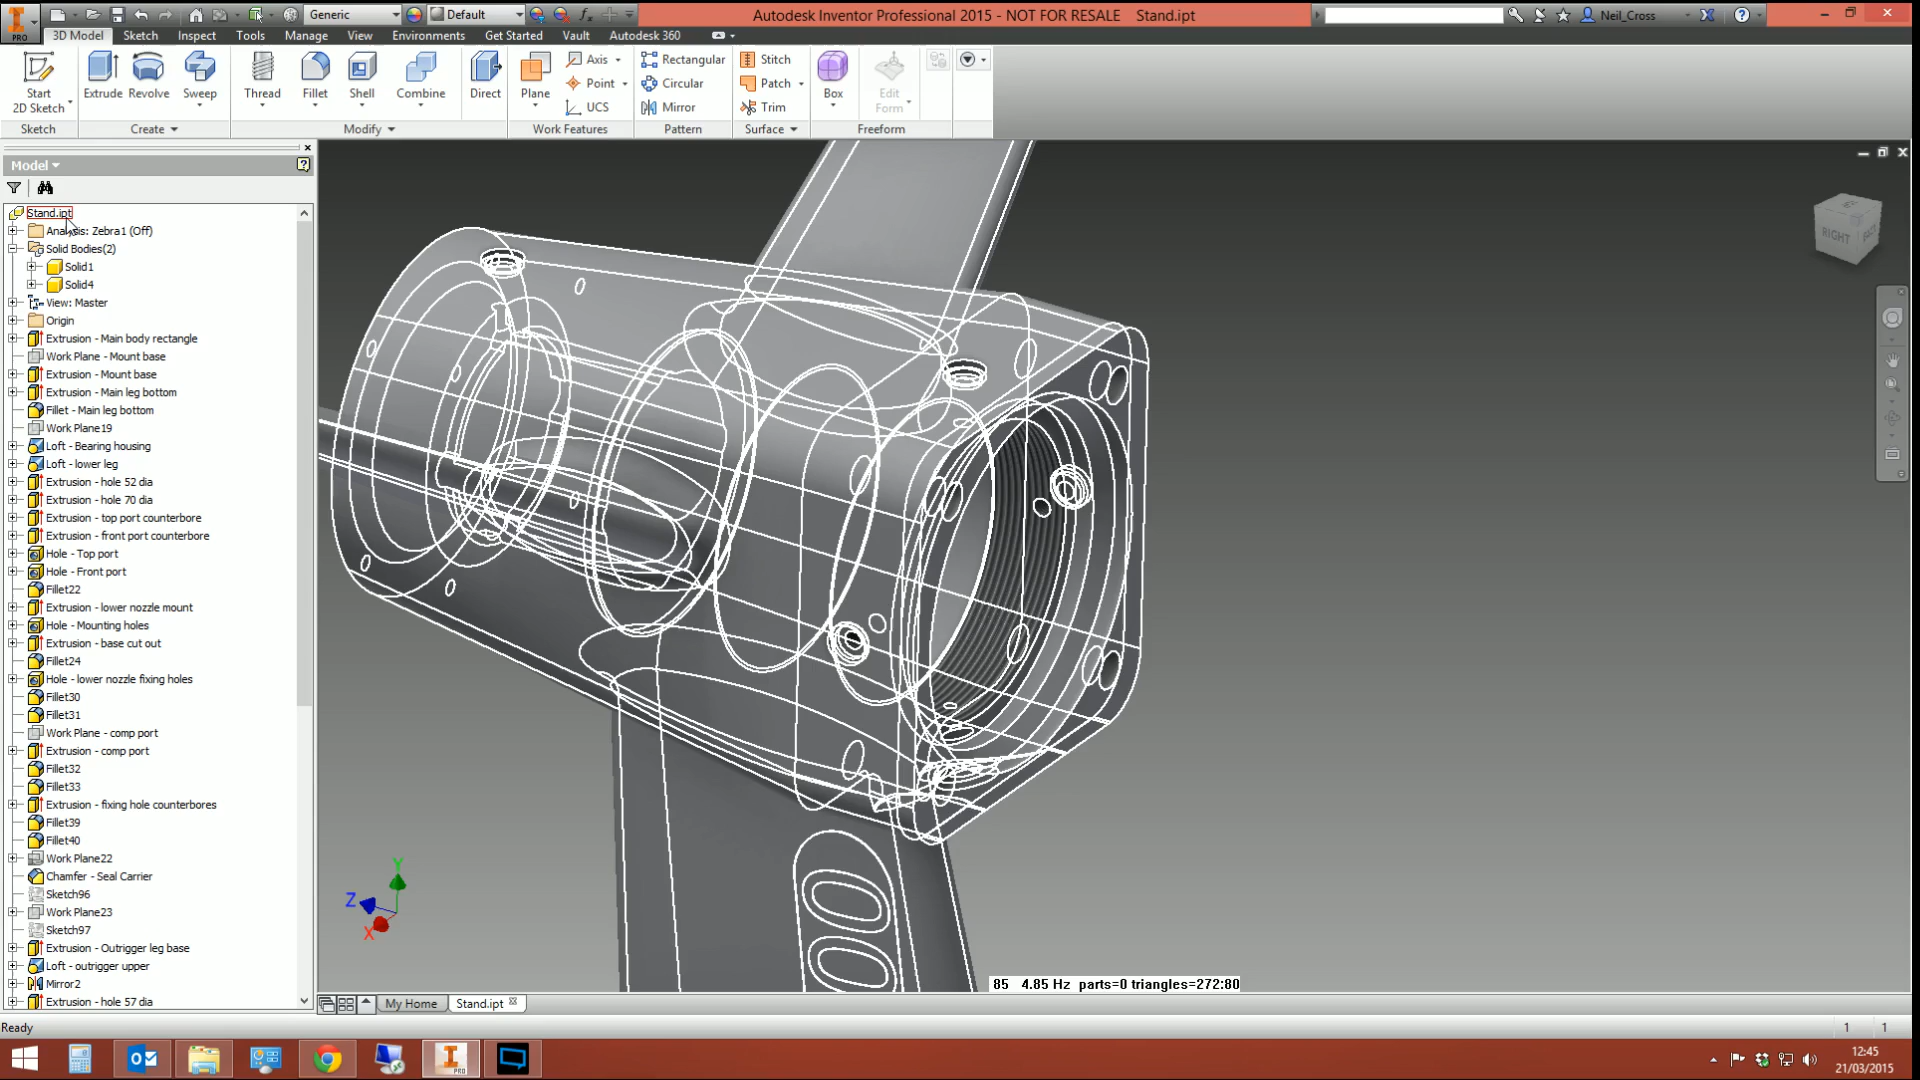 Generic
Default
Autodesk Inventor Professional 2015 - NOT FOR RESALE Stand.ipt
Neil_Cross
PRO
3D Model Sketch Inspect Tools Manage View Environments Get Started Vault Autodesk 360
Start
2D Sketch
Extrude
Revolve
Sweep
Thread
Fillet
Shell
Combine
Direct
Plane
Axis
Point
UCS
Rectangular
Circular
Mirror
Stitch
Patch
Trim
Box
Edit
Form
Sketch
Create
Modify
Work Features
Pattern
Surface
Freeform
Model
Stand.ipt
Analysis: Zebra1 (Off)
Solid Bodies(2)
Solid1
Solid4
View: Master
Origin
Extrusion - Main body rectangle
Work Plane - Mount base
Extrusion - Mount base
Extrusion - Main leg bottom
Fillet - Main leg bottom
Work Plane19
Loft - Bearing housing
Loft - lower leg
Extrusion - hole 52 dia
Extrusion - hole 70 dia
Extrusion - top port counterbore
Extrusion - front port counterbore
Hole - Top port
Hole - Front port
Fillet22
Extrusion - lower nozzle mount
Hole - Mounting holes
Extrusion - base cut out
Fillet24
Hole - lower nozzle fixing holes
Fillet30
Fillet31
Work Plane - comp port
Extrusion - comp port
Fillet32
Fillet33
Extrusion - fixing hole counterbores
Fillet39
Fillet40
Work Plane22
Chamfer - Seal Carrier
Sketch96
Work Plane23
Sketch97
Extrusion - Outrigger leg base
Loft - outrigger upper
Mirror2
Extrusion - hole 57 dia
RIGHT
Y
Z
X
85 4.85 Hz parts=0 triangles=272:80
My Home
Stand.ipt
Ready
1 1
PRO
12:45
21/03/2015